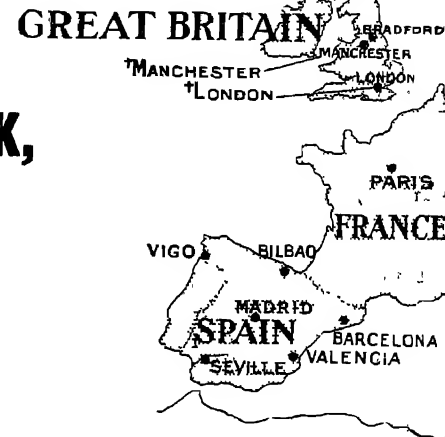 GREAT BRITAIN
BRADFORD
MANCHESTER
†MANCHESTER
LONDON
†LONDON
K,
PARIS
FRANCE
VIGO
BILBAO
MADRID
SPAIN
BARCELONA
VALENCIA
SEVILLE